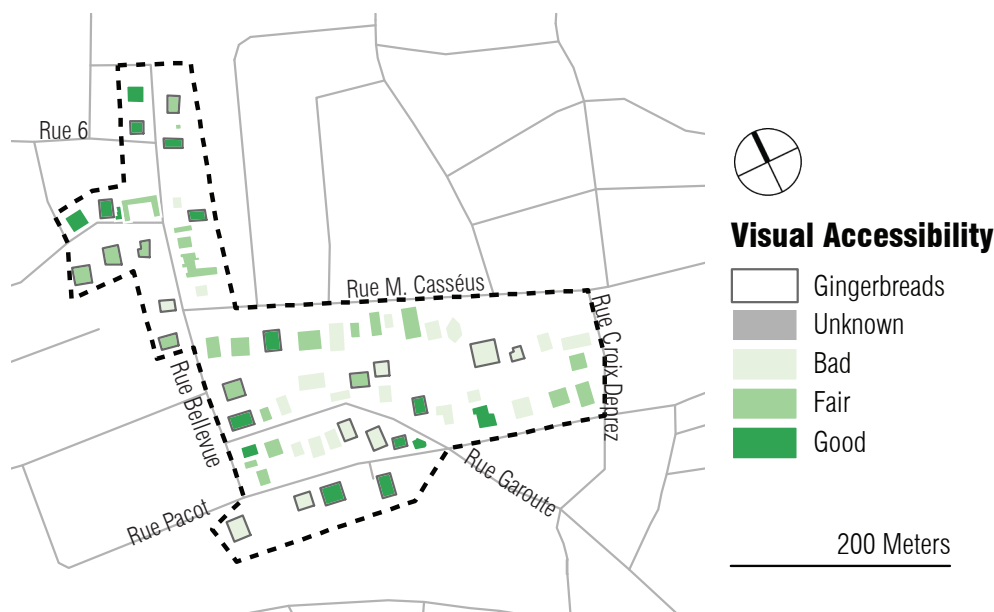 Rue 6
Rue M. Casséus
Rue Croix Deprez
Rue Bellevue
Rue Garoute
Rue Pacot
Visual Accessibility
Gingerbreads
Unknown
Bad
Fair
Good
200 Meters